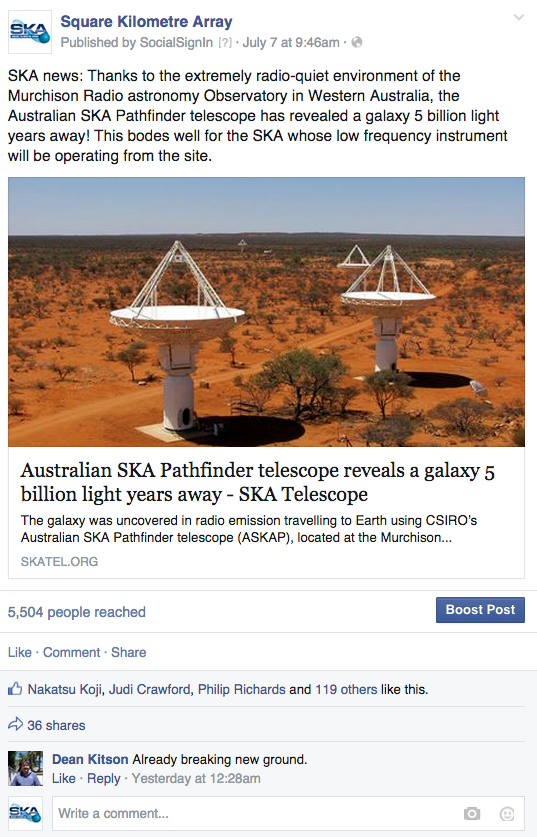 SKA
Square Kilometre Array
Published by SocialSignIn [?] · July 7 at 9:46am ·
SKA news: Thanks to the extremely radio-quiet environment of the
Murchison Radio astronomy Observatory in Western Australia, the
Australian SKA Pathfinder telescope has revealed a galaxy 5 billion light
years away! This bodes well for the SKA whose low frequency instrument
will be operating from the site.
Australian SKA Pathfinder telescope reveals a galaxy 5
billion light years away - SKA Telescope
The galaxy was uncovered in radio emission travelling to Earth using CSIRO's
Australian SKA Pathfinder telescope (ASKAP), located at the Murchison...
SKATEL.ORG
5,504 people reached
Boost Post
Like · Comment · Share
Nakatsu Koji, Judi Crawford, Philip Richards and 119 others like this.
36 shares
Dean Kitson Already breaking new ground.
Like · Reply · Yesterday at 12:28am
SKA
Write a comment...